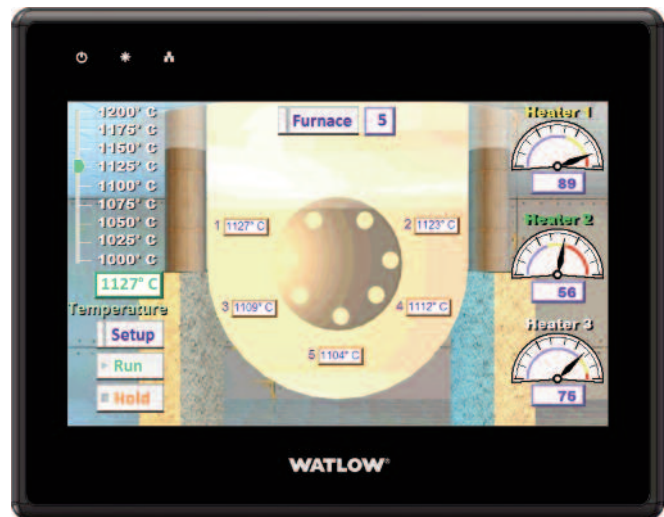 1200° C
1175° C
1150° C
1125° C
1100° C
1075° C
1050° C
1025° C
1000° C
1127° C
Temperature
Setup
Run
Hold
Furnace 5
1 1127° C
2 1123° C
3 1109° C
4 1112° C
5 1104° C
Heater 1
89
Heater 2
56
Heater 3
76
WATLOW®